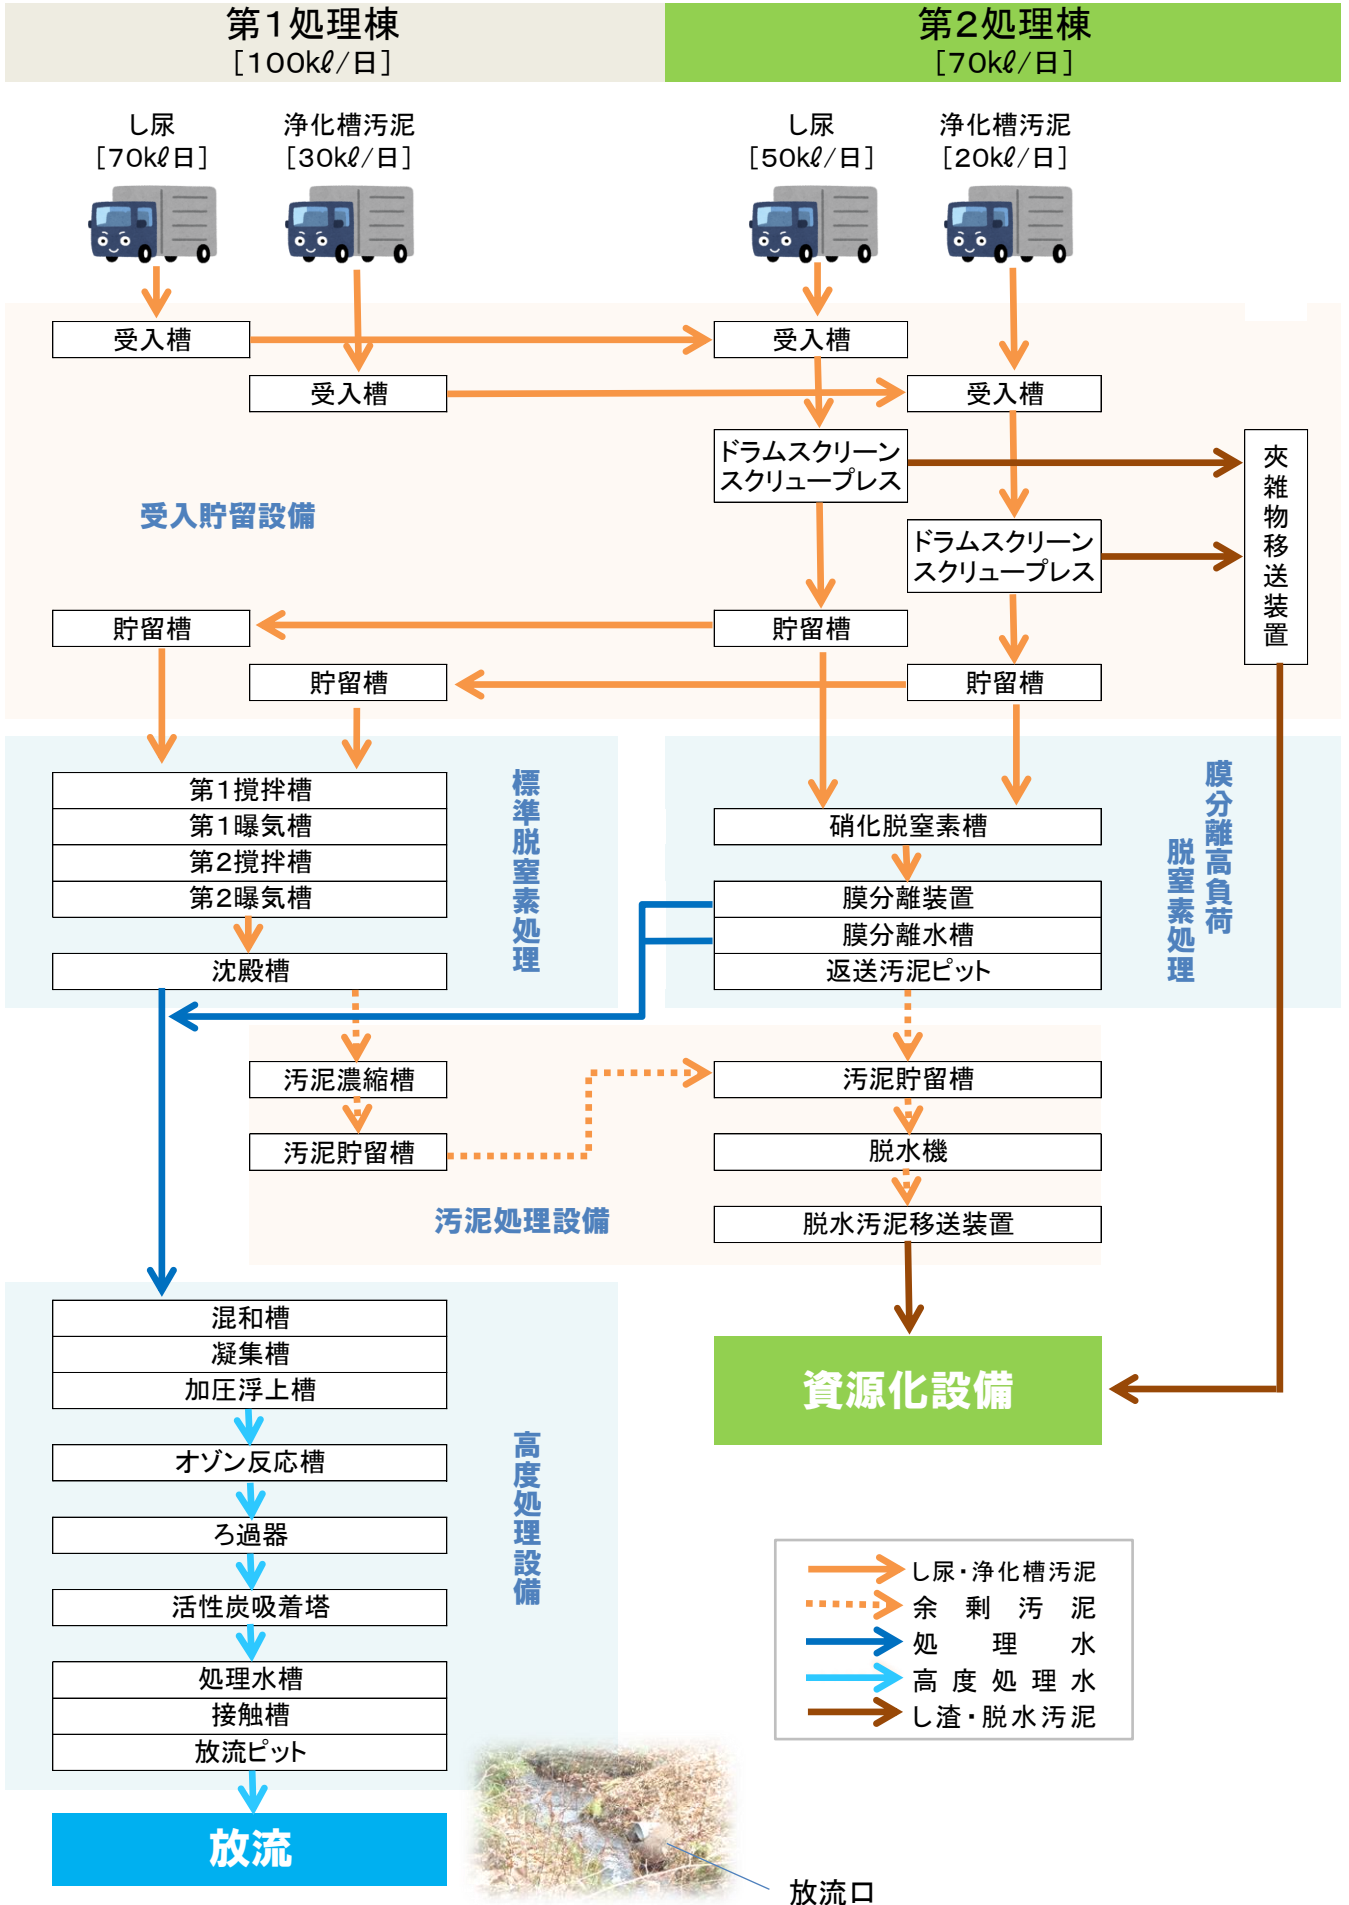 第1処理棟
[100kℓ/日]
第2処理棟
[70kℓ/日]
し尿
[70kℓ日]
浄化槽汚泥
[30kℓ/日]
し尿
[50kℓ/日]
浄化槽汚泥
[20kℓ/日]
受入槽
受入槽
受入槽
受入槽
ドラムスクリーン
スクリュープレス
夾雑物移送装置
受入貯留設備
ドラムスクリーン
スクリュープレス
貯留槽
貯留槽
貯留槽
貯留槽
第1撹拌槽
第1曝気槽
第2撹拌槽
第2曝気槽
沈殿槽
標準脱窒素処理
硝化脱窒素槽
膜分離装置
膜分離水槽
返送汚泥ピット
膜分離高負荷
脱窒素処理
汚泥濃縮槽
汚泥貯留槽
汚泥貯留槽
脱水機
脱水汚泥移送装置
汚泥処理設備
混和槽
凝集槽
加圧浮上槽
オゾン反応槽
ろ過器
活性炭吸着塔
処理水槽
接触槽
放流ピット
高度処理設備
資源化設備
し尿・浄化槽汚泥
余剰汚泥
処理水
高度処理水
し渣・脱水汚泥
放流
放流口